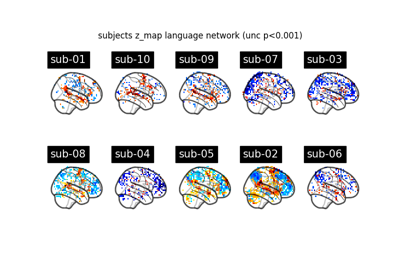 subjects z_map language network (unc p<0.001)
sub-01 sub-10 sub-09 sub-07 sub-03
sub-08 sub-04 sub-05 sub-02 sub-06